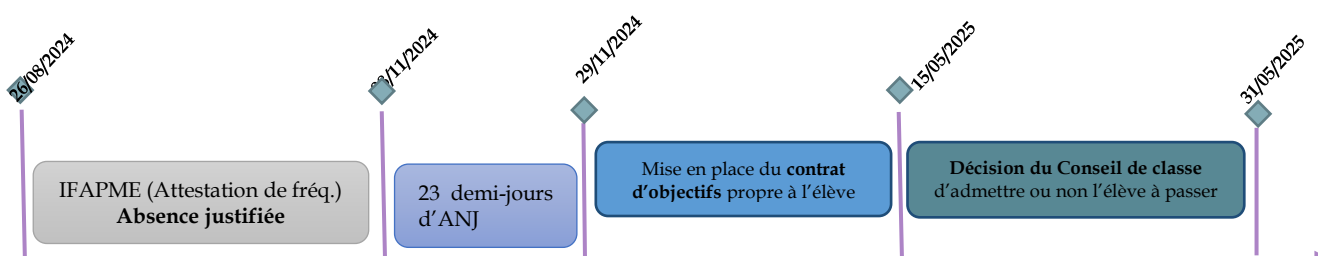 26/08/2024
/11/2024
29/11/2024
15/05/2025
31/05/2025
IFAPME (Attestation de fréq.)
Absence justifiée
23 demi-jours
d'ANJ
Mise en place du contrat
d'objectifs propre à l'élève
Décision du Conseil de classe
d'admettre ou non l'élève à passer